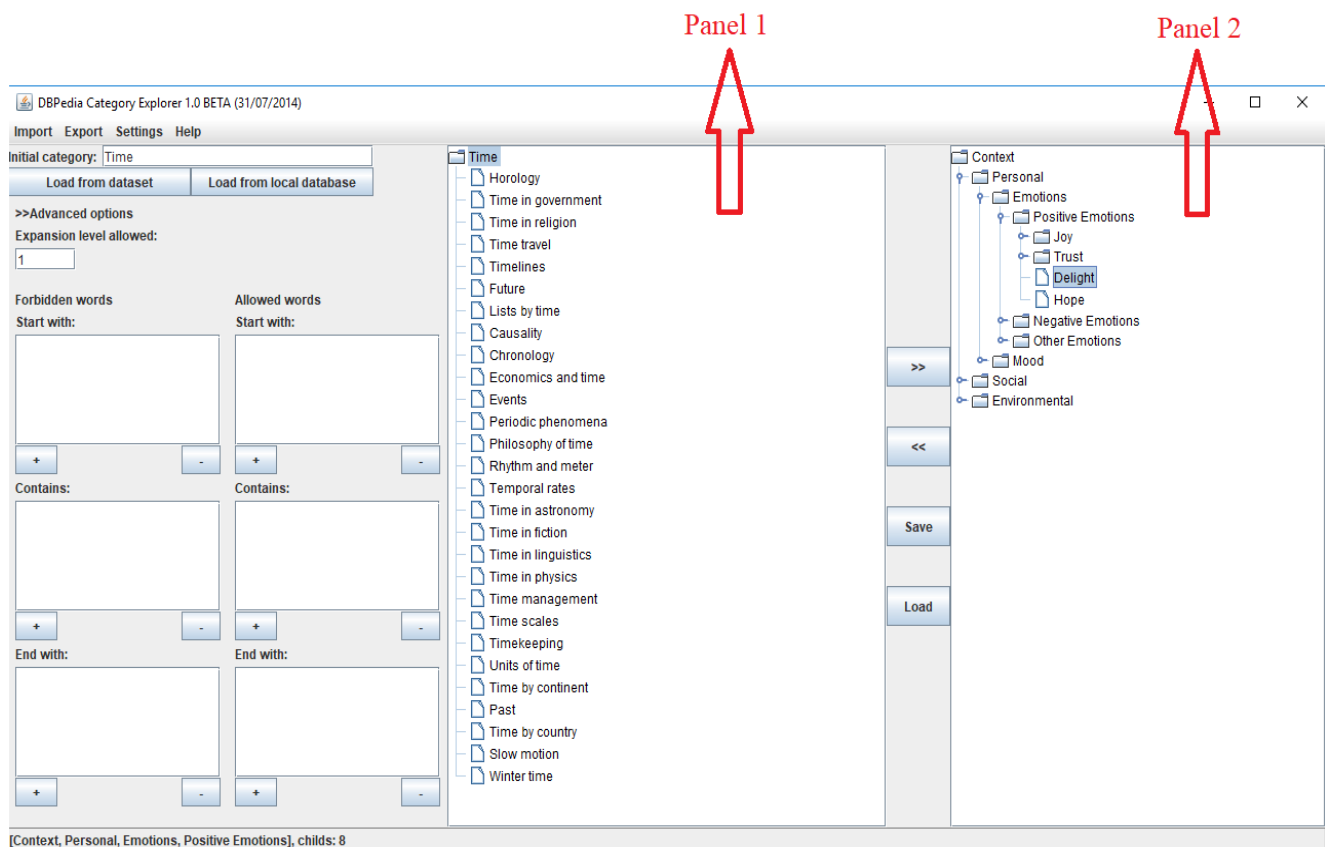 Panel 1
Panel 2
DBPedia Category Explorer 1.0 BETA (31/07/2014)
Import Export Settings Help
Initial category: Time
Load from dataset Load from local database
>>Advanced options
Expansion level allowed:
1
Forbidden words Allowed words
Start with: Start with:
+ - + -
Contains: Contains:
+ - + -
End with: End with:
+ - + -
Time
Horology
Time in government
Time in religion
Time travel
Timelines
Future
Lists by time
Causality
Chronology
Economics and time
Events
Periodic phenomena
Philosophy of time
Rhythm and meter
Temporal rates
Time in astronomy
Time in fiction
Time in linguistics
Time in physics
Time management
Time scales
Timekeeping
Units of time
Time by continent
Past
Time by country
Slow motion
Winter time
>>
<<
Save
Load
Context
Personal
Emotions
Positive Emotions
Joy
Trust
Delight
Hope
Negative Emotions
Other Emotions
Mood
Social
Environmental
[Context, Personal, Emotions, Positive Emotions], childs: 8